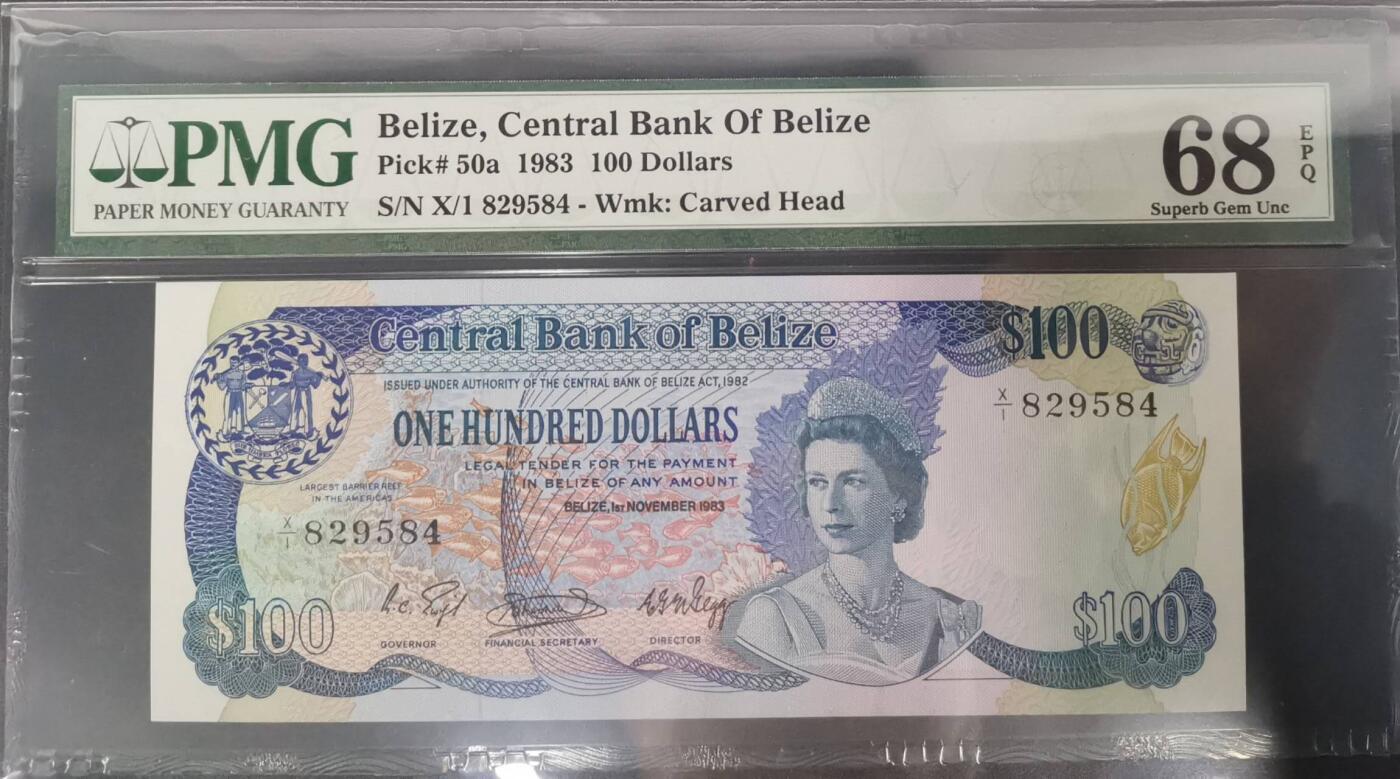 PMG
PAPER MONEY GUARANTY
Belize, Central Bank Of Belize
Pick# 50a 1983 100 Dollars
S/N X/1 829584 - Wmk: Carved Head
68
EPQ
Superb Gem Unc
Central Bank of Belize
$100
ISSUED UNDER AUTHORITY OF THE CENTRAL BANK OF BELIZE ACT, 1982
X/1 829584
ONE HUNDRED DOLLARS
LEGAL TENDER FOR THE PAYMENT
IN BELIZE OF ANY AMOUNT
LARGEST BARRIER REEF
IN THE AMERICAS
BELIZE, 1ST NOVEMBER 1983
X/1 829584
$100
$100
GOVERNOR
FINANCIAL SECRETARY
DIRECTOR